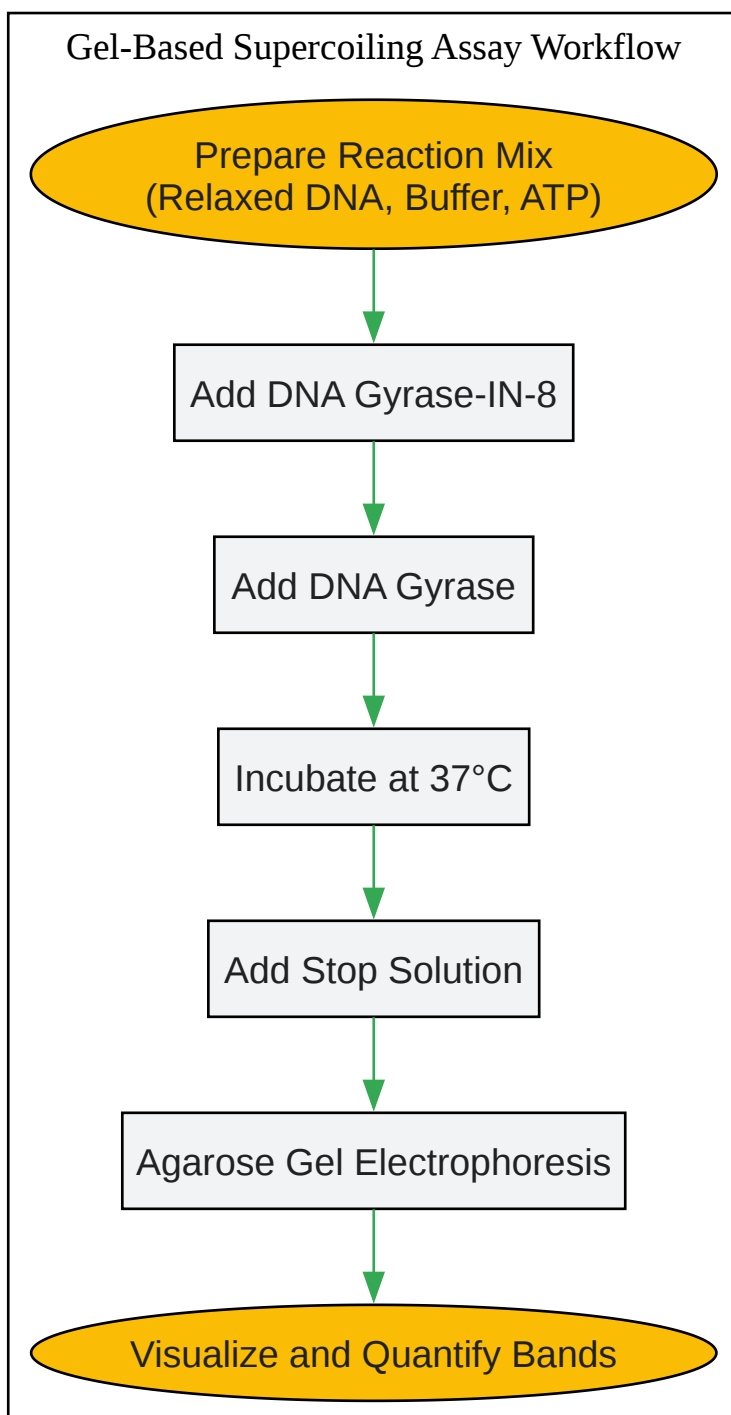 Gel-Based Supercoiling Assay Workflow
Prepare Reaction Mix
(Relaxed DNA, Buffer, ATP)
Add DNA Gyrase-IN-8
Add DNA Gyrase
Incubate at 37°C
Add Stop Solution
Agarose Gel Electrophoresis
Visualize and Quantify Bands